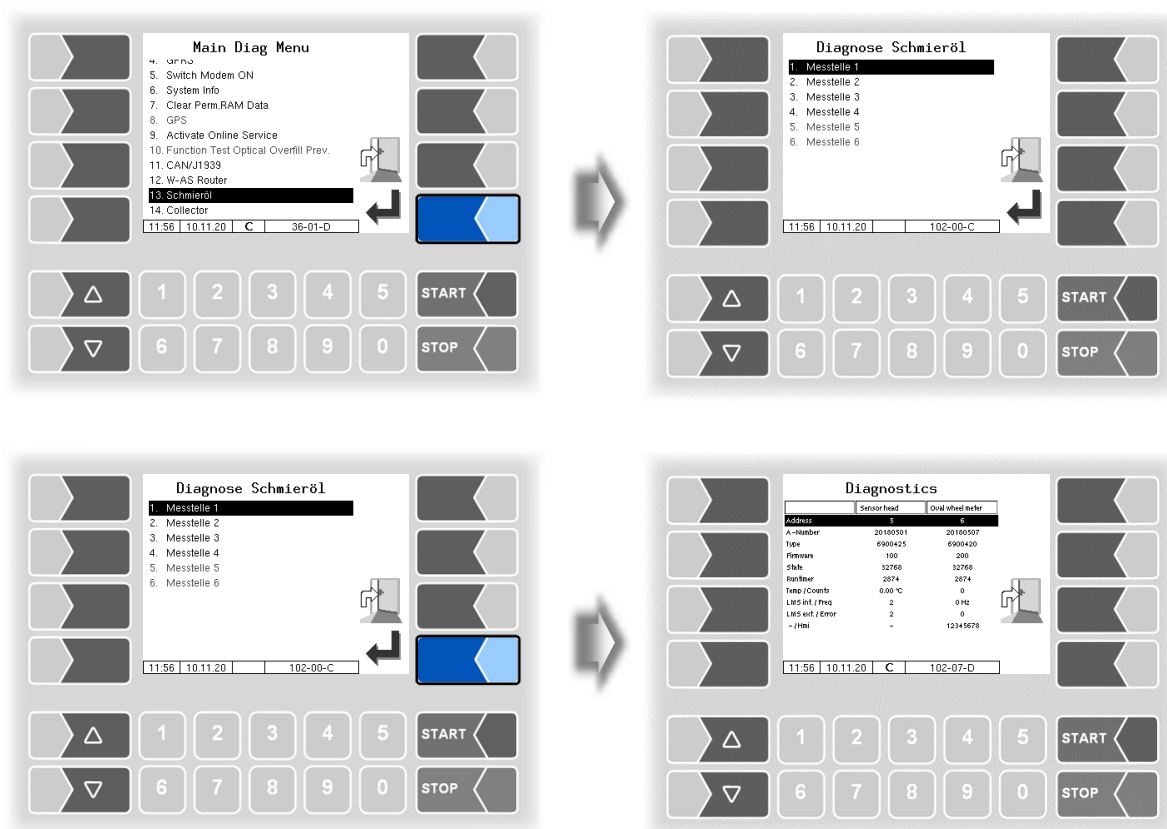 Main Diag Menu
4. GPRS
5. Switch Modem ON
6. System Info
7. Clear Perm.RAM Data
8. GPS
9. Activate Online Service
10. Function Test Optical Overfill Prev.
11. CAN/J1939
12. W-AS Router
13. Schmieröl
14. Collector
11:56 10.11.20 C 36-01-D
1 2 3 4 5 START
6 7 8 9 0 STOP
Diagnose Schmieröl
1. Messtelle 1
2. Messtelle 2
3. Messtelle 3
4. Messtelle 4
5. Messtelle 5
6. Messtelle 6
11:56 10.11.20 102-00-C
1 2 3 4 5 START
6 7 8 9 0 STOP
Diagnose Schmieröl
1. Messtelle 1
2. Messtelle 2
3. Messtelle 3
4. Messtelle 4
5. Messtelle 5
6. Messtelle 6
11:56 10.11.20 102-00-C
1 2 3 4 5 START
6 7 8 9 0 STOP
Diagnostics
Sensor head Oval wheel meter
Address 5 6
A-Number 20180501 20180507
Type 6900425 6900420
Firmware 100 200
State 32768 32768
Runtimer 2874 2874
Temp / Counts 0.00 °C 0
LMS int. / Freq 2 0 Hz
LMS ext. / Error 2 0
- / Hmi - 12345678
11:56 10.11.20 C 102-07-D
1 2 3 4 5 START
6 7 8 9 0 STOP